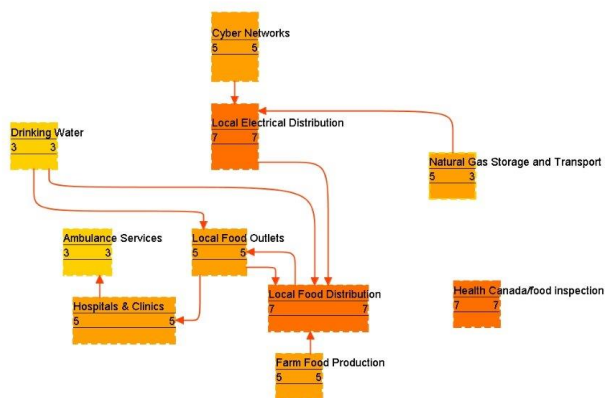 Cyber Networks
5 5
Local Electrical Distribution
7 7
Drinking Water
3 3
Natural Gas Storage and Transport
5 3
Ambulance Services
3 3
Local Food Outlets
5 5
Local Food Distribution
7 7
Health Canada/food inspection
7 7
Hospitals & Clinics
5 5
Farm Food Production
5 5